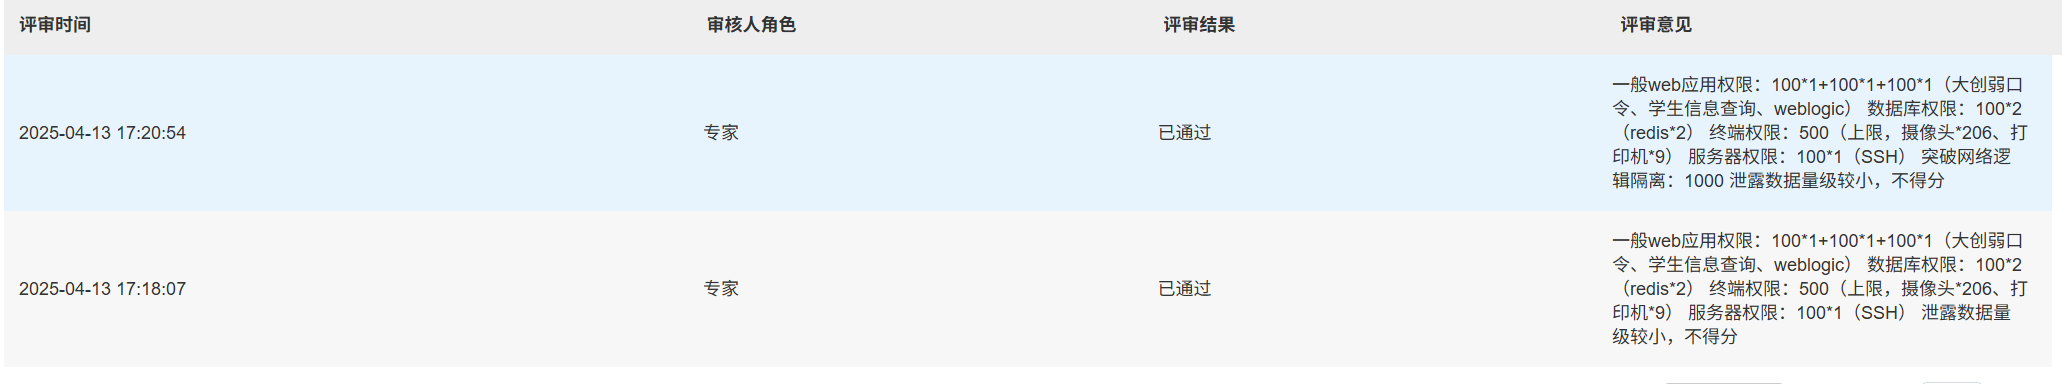 评审时间 审核人角色 评审结果 评审意见
2025-04-13 17:20:54 专家 已通过
一般web应用权限：100*1+100*1+100*1（大创弱口
令、学生信息查询、weblogic） 数据库权限：100*2
（redis*2） 终端权限：500（上限，摄像头*206、打
印机*9） 服务器权限：100*1（SSH） 突破网络逻
辑隔离：1000 泄露数据量级较小，不得分
2025-04-13 17:18:07 专家 已通过
一般web应用权限：100*1+100*1+100*1（大创弱口
令、学生信息查询、weblogic） 数据库权限：100*2
（redis*2） 终端权限：500（上限，摄像头*206、打
印机*9） 服务器权限：100*1（SSH） 泄露数据量
级较小，不得分